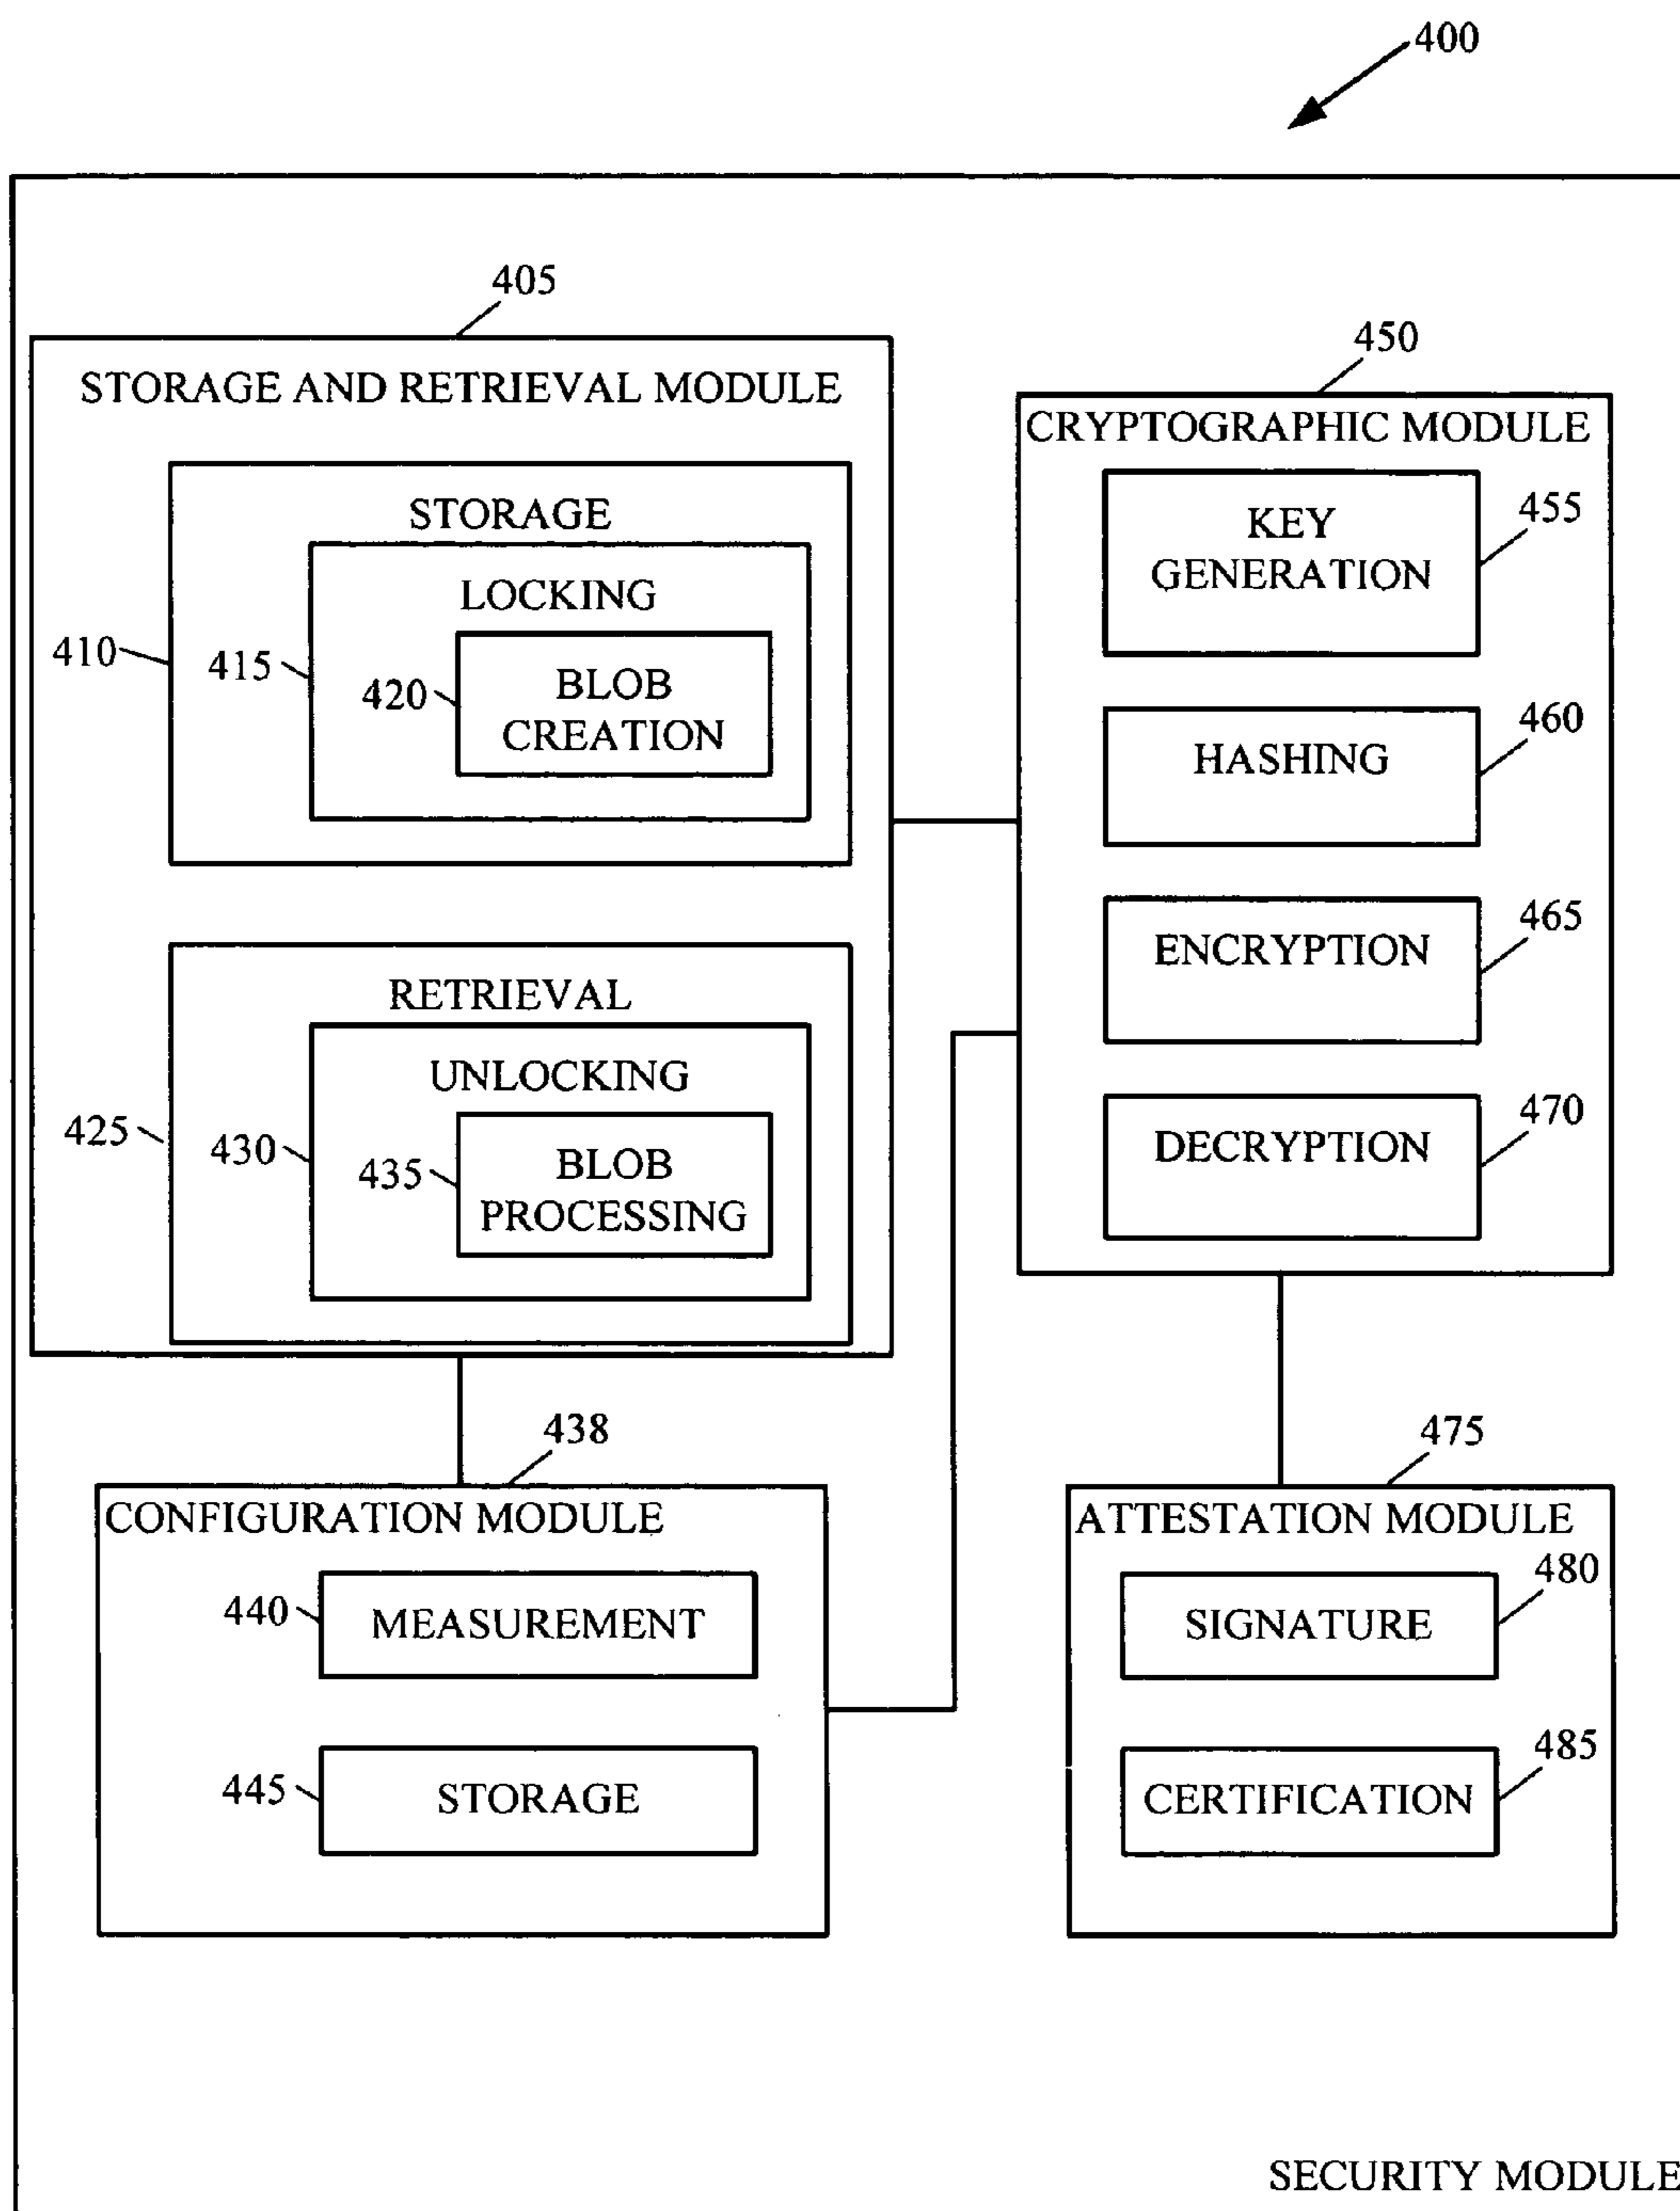 400
405
STORAGE AND RETRIEVAL MODULE
STORAGE
LOCKING
410
415
420
BLOB
CREATION
RETRIEVAL
UNLOCKING
425
430
435
BLOB
PROCESSING
450
CRYPTOGRAPHIC MODULE
KEY
GENERATION
455
HASHING
460
ENCRYPTION
465
DECRYPTION
470
438
CONFIGURATION MODULE
440
MEASUREMENT
445
STORAGE
475
ATTESTATION MODULE
SIGNATURE
480
CERTIFICATION
485
SECURITY MODULE